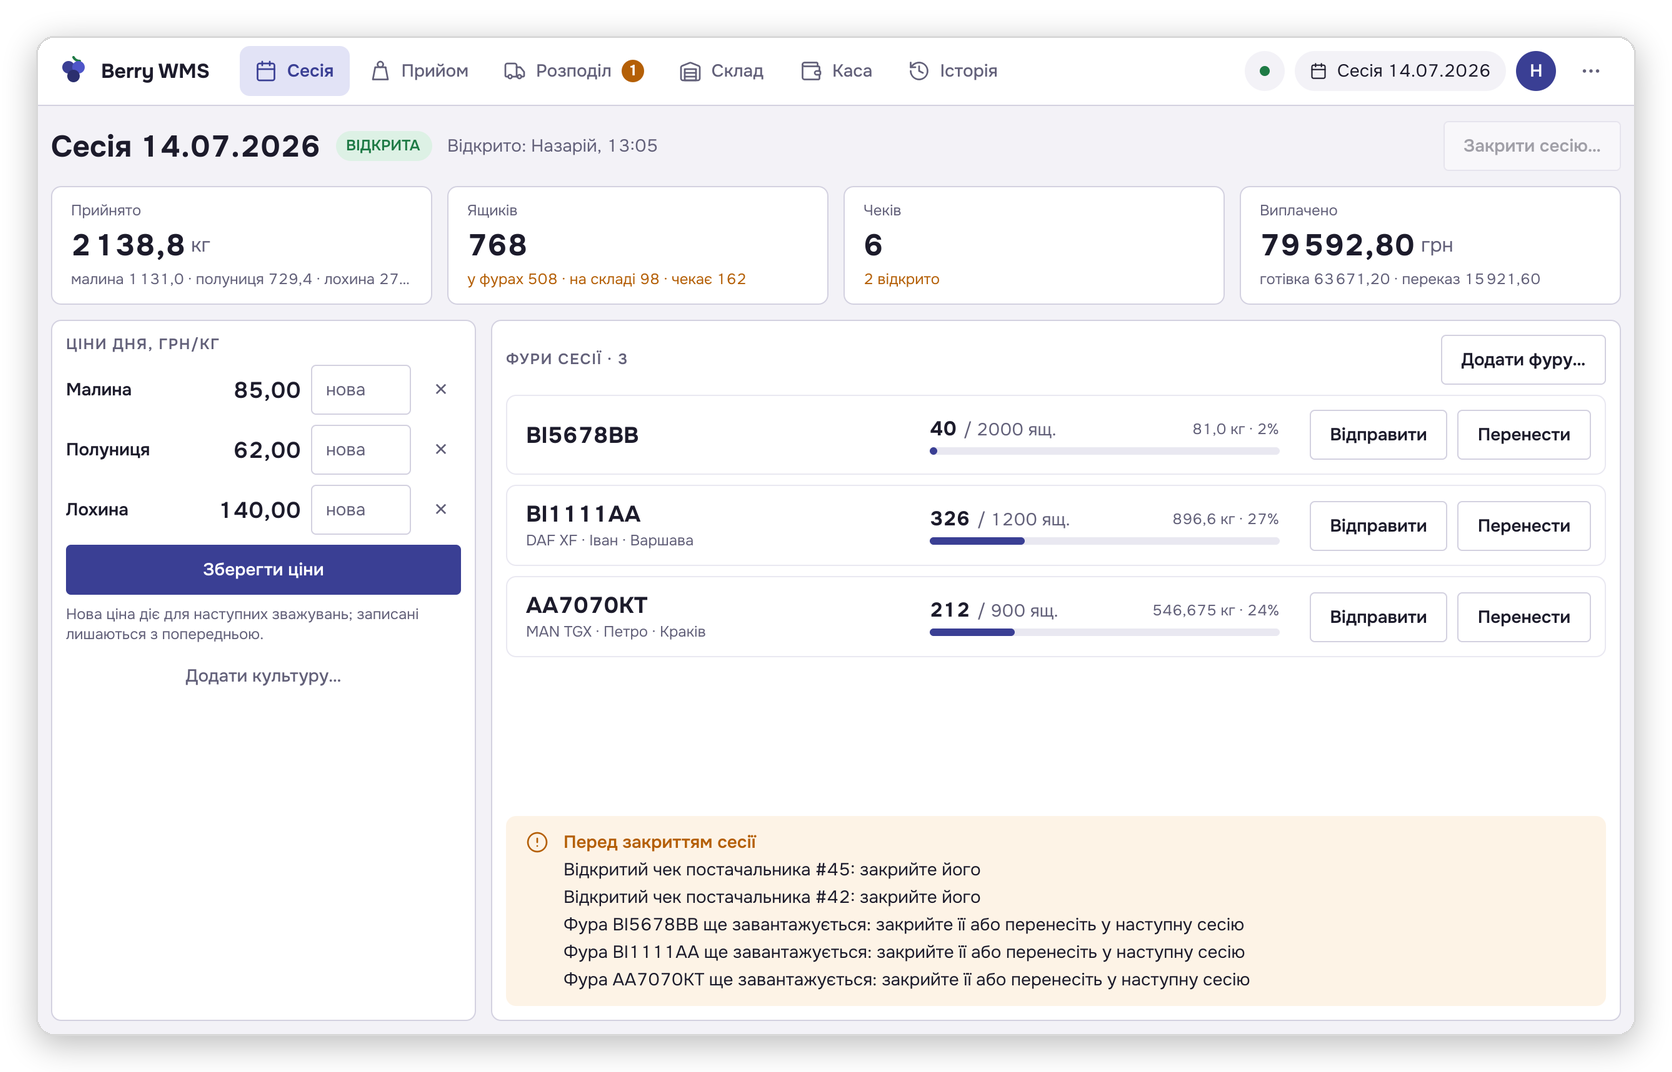 Berry WMS
Сесія
Прийом
Розподіл 1
Склад
Каса
Історія
Сесія 14.07.2026
Н
Сесія 14.07.2026
ВІДКРИТА
Відкрито: Назарій, 13:05
Закрити сесію...
Прийнято
2 138,8 кг
малина 1 131,0 · полуниця 729,4 · лохина 27...
Ящиків
768
у фурах 508 · на складі 98 · чекає 162
Чеків
6
2 відкрито
Виплачено
79 592,80 грн
готівка 63 671,20 · переказ 15 921,60
ЦІНИ ДНЯ, ГРН/КГ
Малина 85,00 нова ×
Полуниця 62,00 нова ×
Лохина 140,00 нова ×
Зберегти ціни
Нова ціна діє для наступних зважувань; записані
лишаються з попередньою.
Додати культуру...
ФУРИ СЕСІЇ · 3
Додати фуру...
ВІ5678ВВ
40 / 2000 ящ.
81,0 кг · 2%
Відправити
Перенести
ВІ1111АА
DAF XF · Іван · Варшава
326 / 1200 ящ.
896,6 кг · 27%
Відправити
Перенести
АА7070КТ
MAN TGX · Петро · Краків
212 / 900 ящ.
546,675 кг · 24%
Відправити
Перенести
Перед закриттям сесії
Відкритий чек постачальника #45: закрийте його
Відкритий чек постачальника #42: закрийте його
Фура ВІ5678ВВ ще завантажується: закрийте її або перенесіть у наступну сесію
Фура ВІ1111АА ще завантажується: закрийте її або перенесіть у наступну сесію
Фура АА7070КТ ще завантажується: закрийте її або перенесіть у наступну сесію